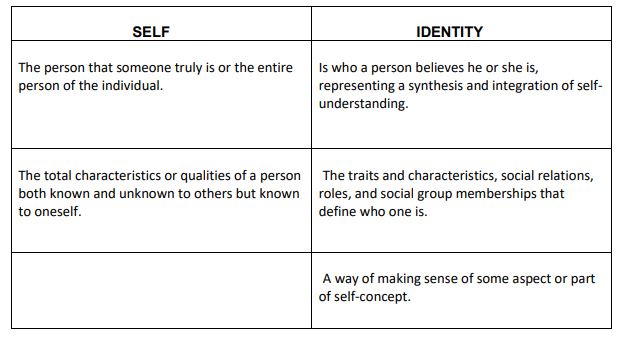 SELF
IDENTITY
The person that someone truly is or the entire
person of the individual.
Is who a person believes he or she is,
representing a synthesis and integration of self-
understanding.
The total characteristics or qualities of a person
both known and unknown to others but known
to oneself.
The traits and characteristics, social relations,
roles, and social group memberships that
define who one is.
A way of making sense of some aspect or part
of self-concept.